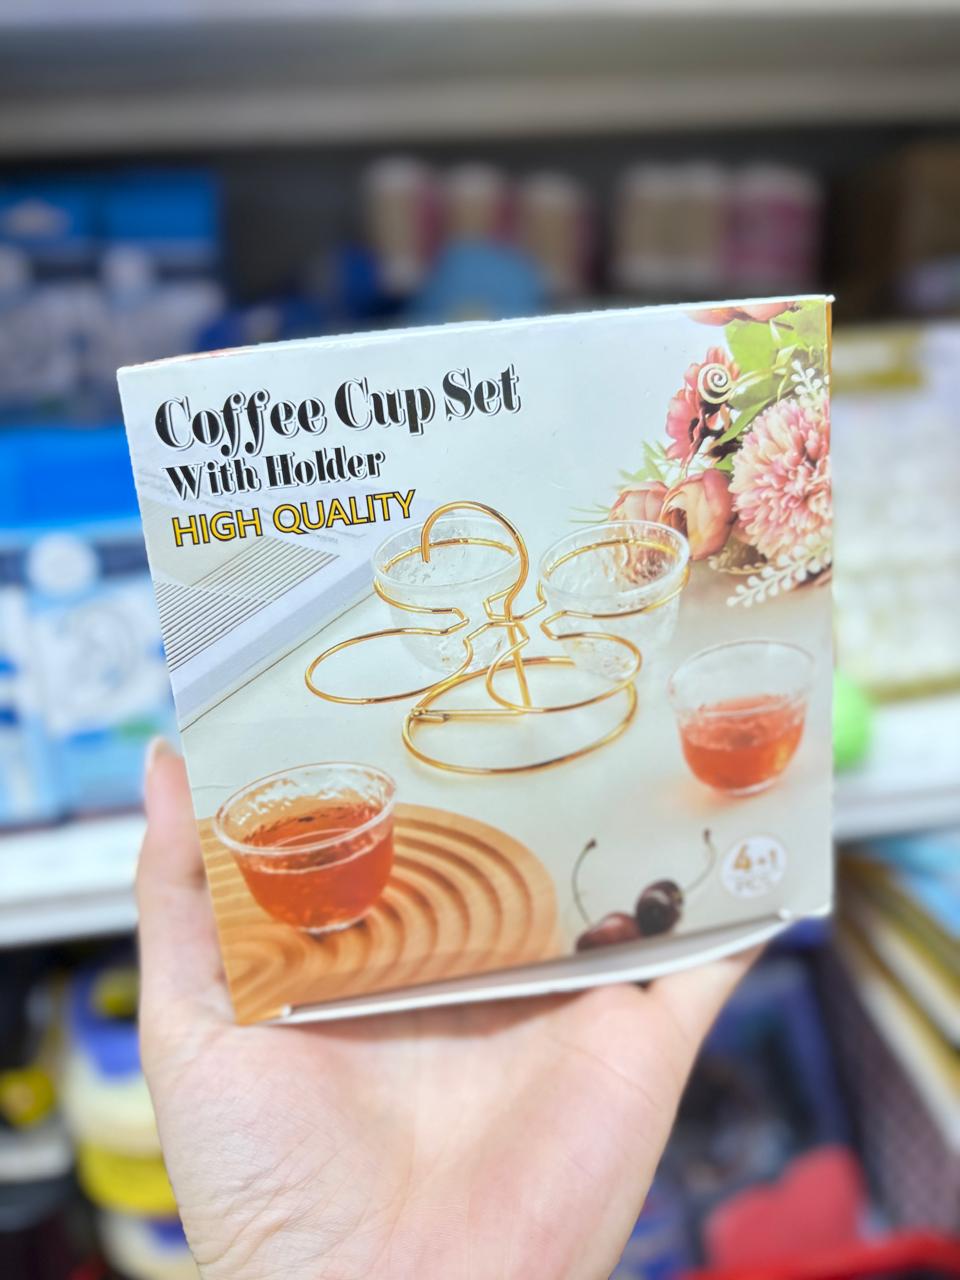 Coffee Cup Set
With Holder
HIGH QUALITY
4+1
PCS